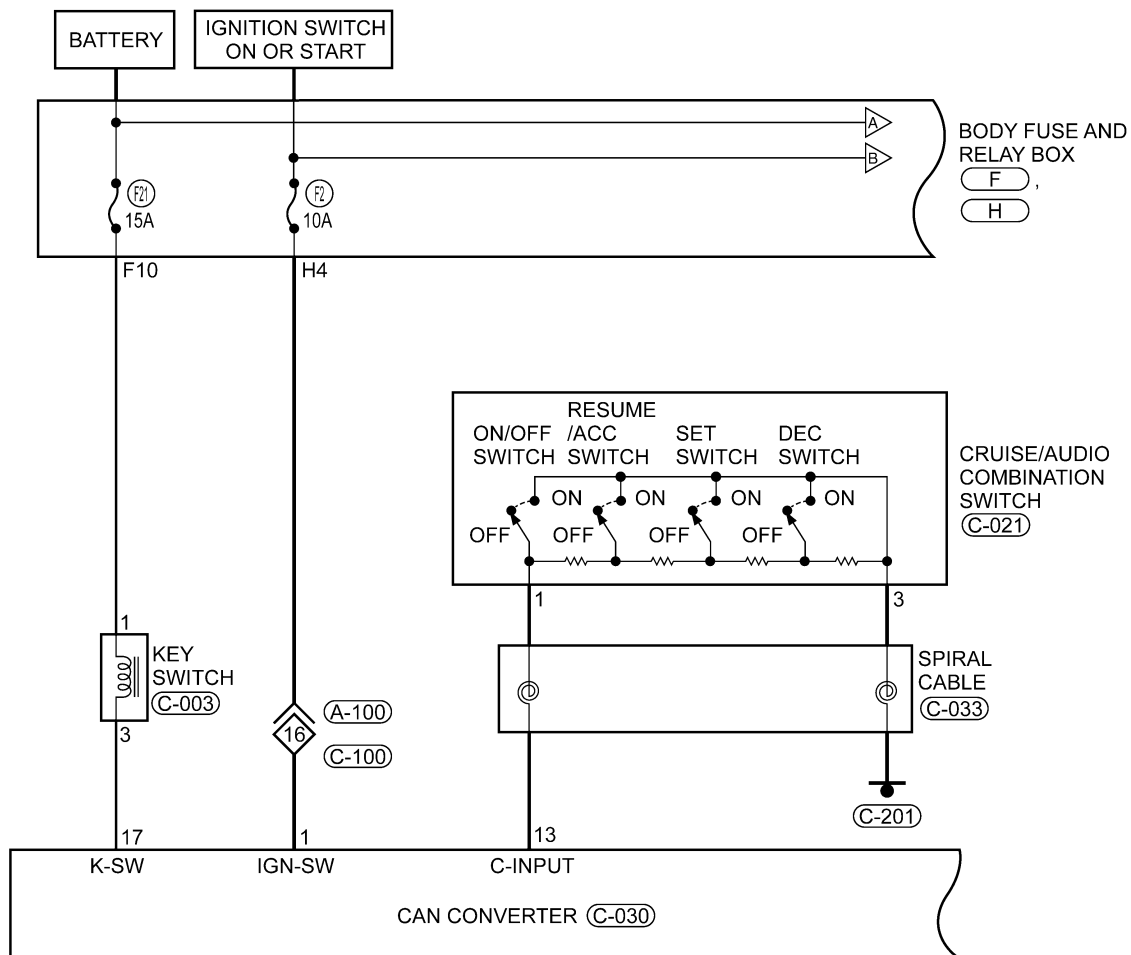 BATTERY
IGNITION SWITCH
ON OR START
A
B
BODY FUSE AND
RELAY BOX
F ,
H
F21
15A
F2
10A
F10
H4
RESUME
ON/OFF /ACC SET DEC
SWITCH SWITCH SWITCH SWITCH
ON ON ON ON
OFF OFF OFF OFF
CRUISE/AUDIO
COMBINATION
SWITCH
C-021
1
3
1
KEY
SWITCH
C-003
3
A-100
16
C-100
SPIRAL
CABLE
C-033
C-201
17
1
13
K-SW
IGN-SW
C-INPUT
CAN CONVERTER C-030